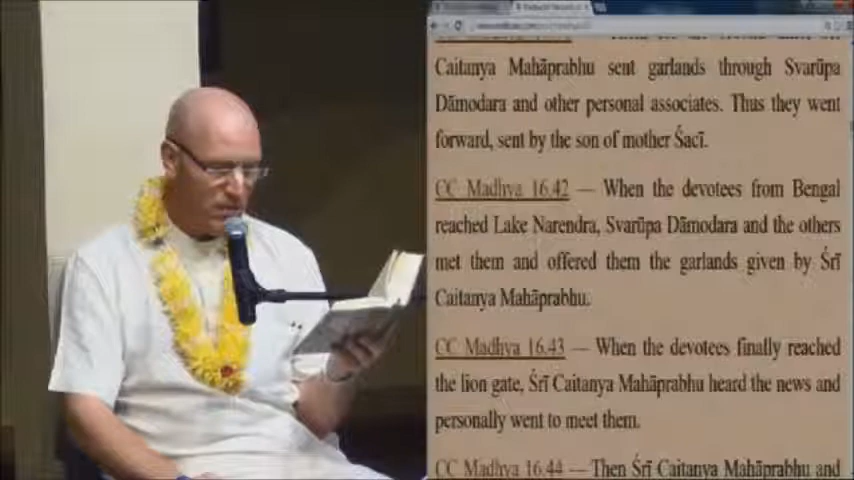 Caitanya Mahāprabhu sent garlands through Svarūpa
Dāmodara and other personal associates. Thus they went
forward, sent by the son of mother Śacī.
CC Madhya 16.42 — When the devotees from Bengal
reached Lake Narendra, Svarūpa Dāmodara and the others
met them and offered them the garlands given by Śrī
Caitanya Mahāprabhu.
CC Madhya 16.43 — When the devotees finally reached
the lion gate, Śrī Caitanya Mahāprabhu heard the news and
personally went to meet them.
CC Madhya 16.44 — Then Śrī Caitanya Mahāprabhu and